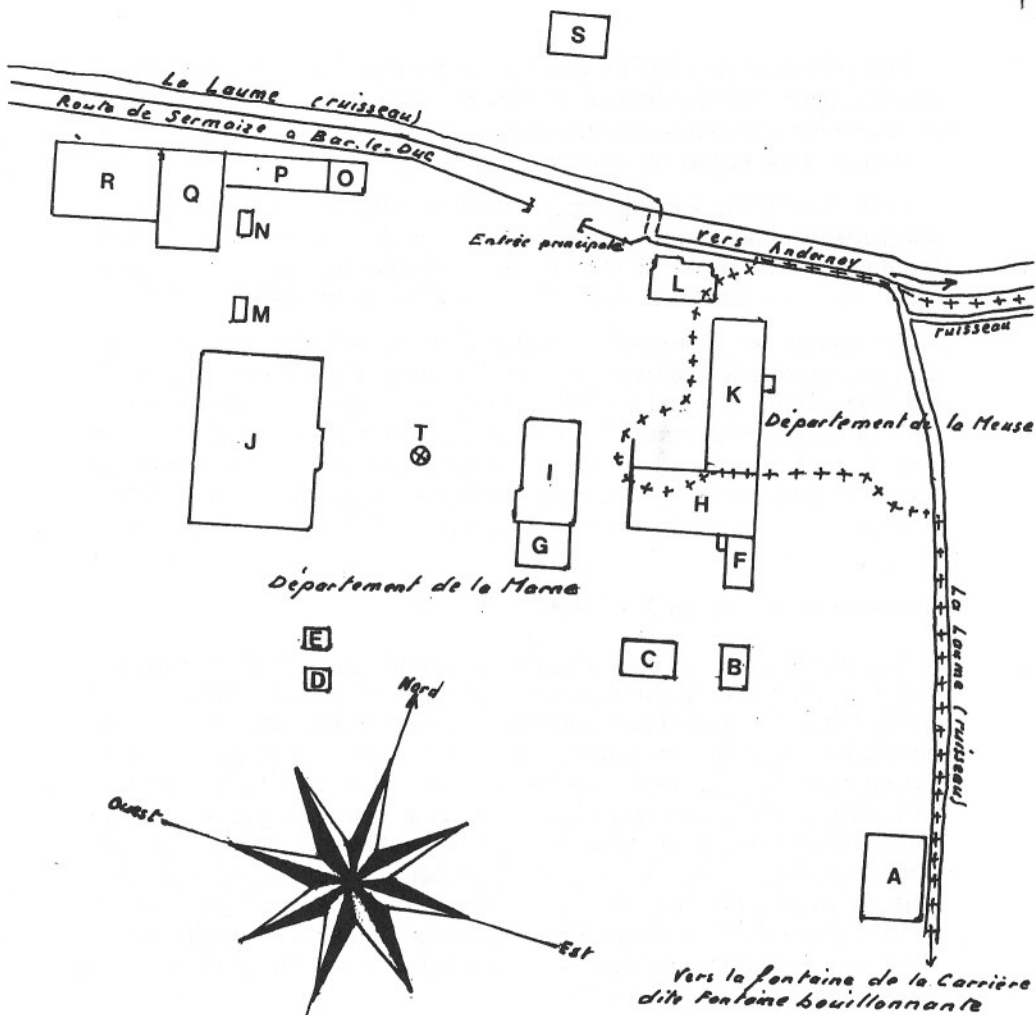 S
La Laume (ruisseau)
Route de Sermaize à Bar-le-Duc
R
Q
P
O
N
Entrée principale
vers Andernay
L
M
ruisseau
K
Département de la Meuse
J
T
I
H
G
F
Département de la Marne
E
D
C
B
La Laume (ruisseau)
Nord
Ouest
Est
A
Vers la fontaine de la Carrière
dite Fontaine bouillonnante